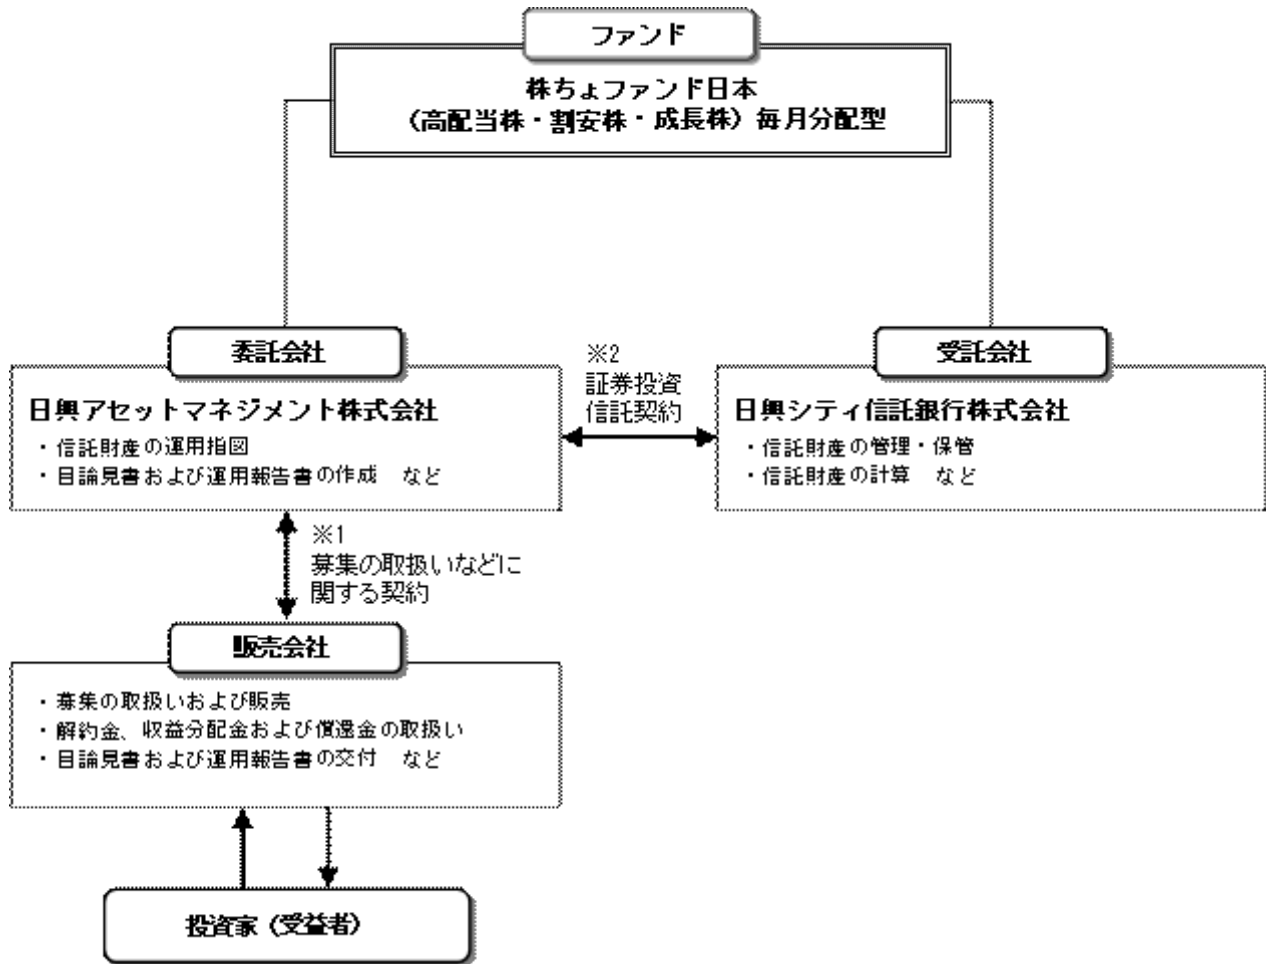 ファンド
株ちょファンド日本
（高配当株・割安株・成長株）毎月分配型
委託会社
日興アセットマネジメント株式会社
・信託財産の運用指図
・目論見書および運用報告書の作成　など
※2
証券投資
信託契約
受託会社
日興シティ信託銀行株式会社
・信託財産の管理・保管
・信託財産の計算　など
※1
募集の取扱いなどに
関する契約
販売会社
・募集の取扱いおよび販売
・解約金、収益分配金および償還金の取扱い
・目論見書および運用報告書の交付　など
投資家（受益者）